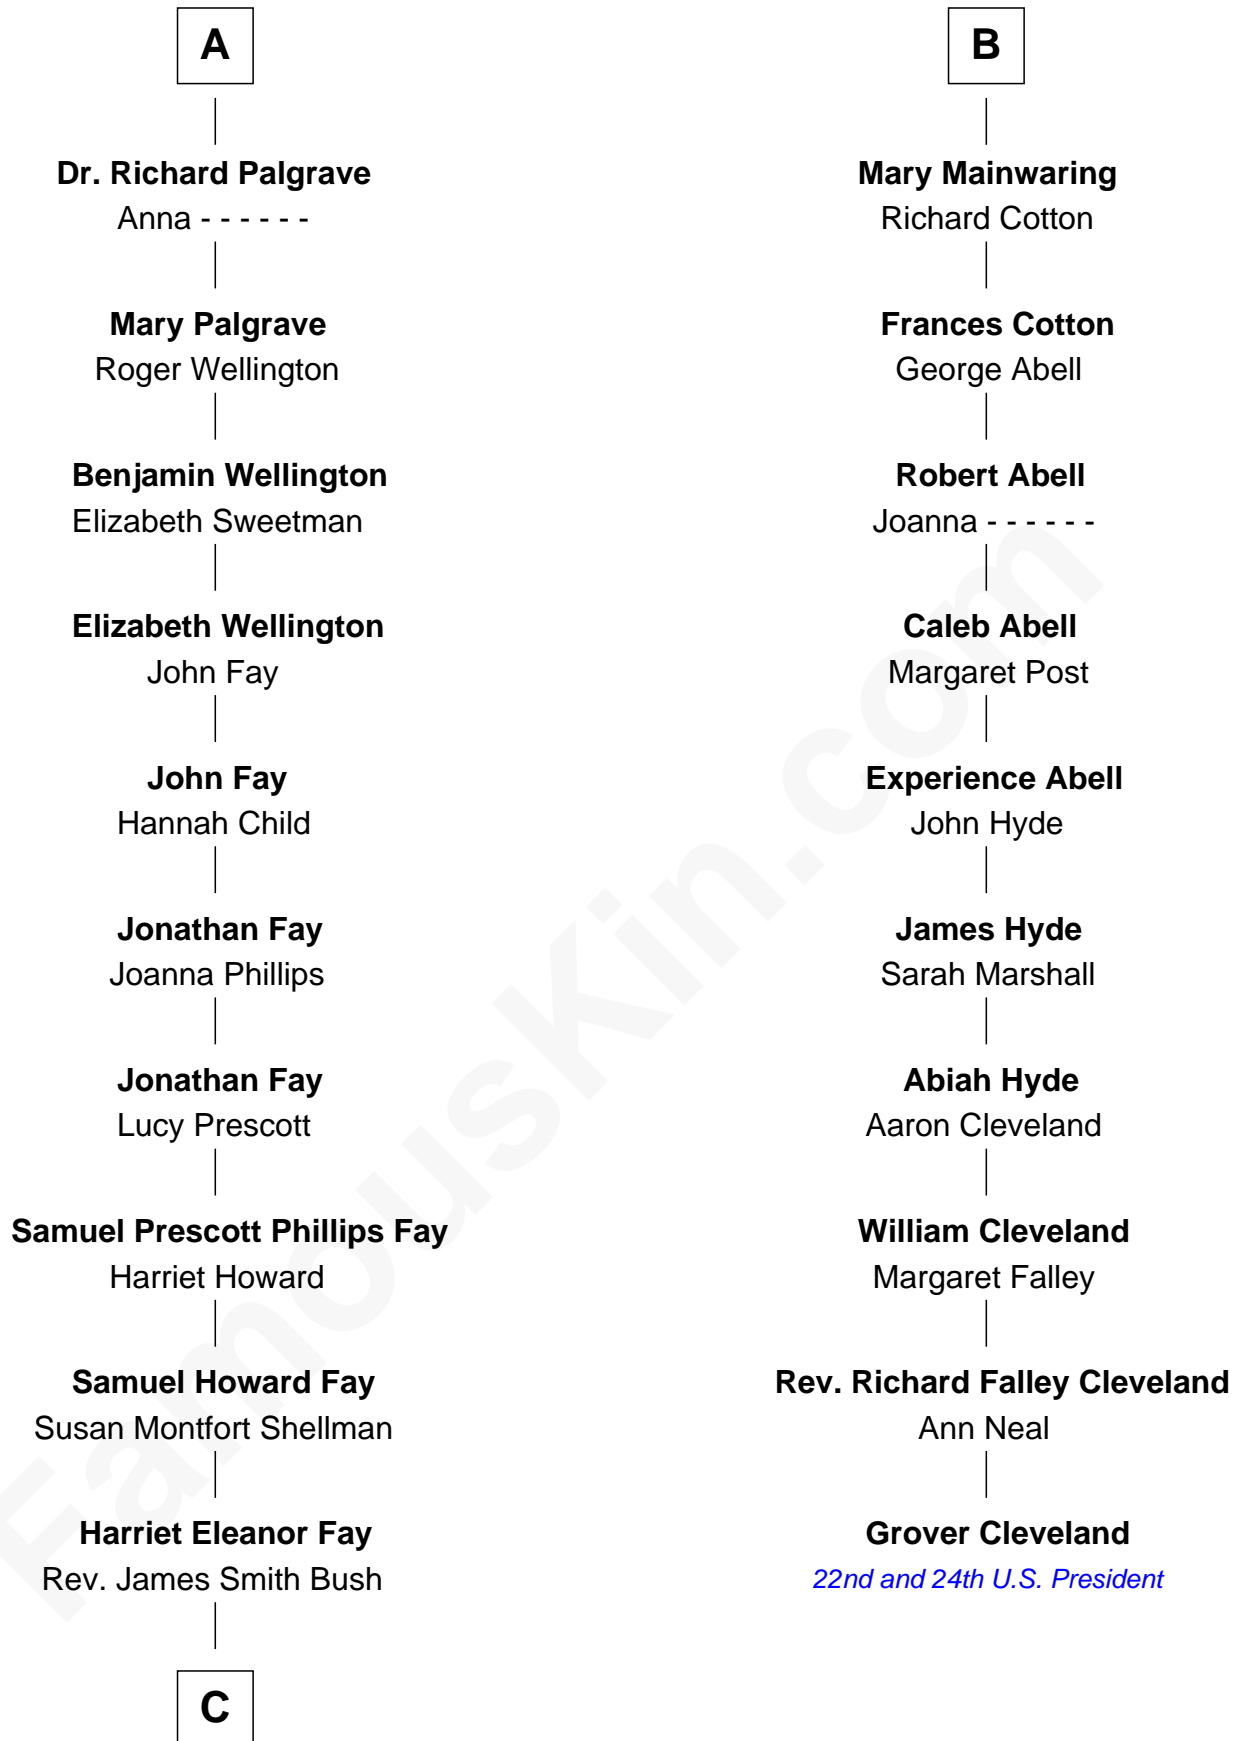 A
Dr. Richard Palgrave
Anna - - - - - -
Mary Palgrave
Roger Wellington
Benjamin Wellington
Elizabeth Sweetman
Elizabeth Wellington
John Fay
John Fay
Hannah Child
Jonathan Fay
Joanna Phillips
Jonathan Fay
Lucy Prescott
Samuel Prescott Phillips Fay
Harriet Howard
Samuel Howard Fay
Susan Montfort Shellman
Harriet Eleanor Fay
Rev. James Smith Bush
C
B
Mary Mainwaring
Richard Cotton
Frances Cotton
George Abell
Robert Abell
Joanna - - - - - -
Caleb Abell
Margaret Post
Experience Abell
John Hyde
James Hyde
Sarah Marshall
Abiah Hyde
Aaron Cleveland
William Cleveland
Margaret Falley
Rev. Richard Falley Cleveland
Ann Neal
Grover Cleveland
22nd and 24th U.S. President
FamousKin.com